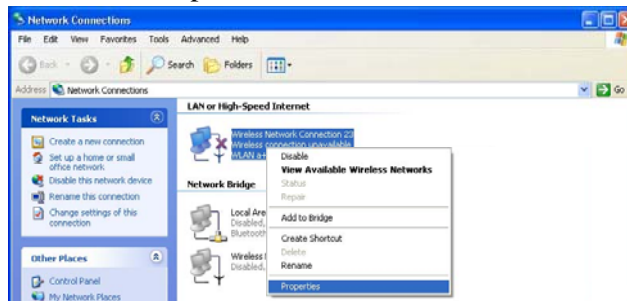 Network Connections
File Edit View Favorites Tools Advanced Help
Back Search Folders
Address Network Connections Go
Network Tasks
Create a new connection
Set up a home or small
office network
Disable this network device
Rename this connection
Change settings of this
connection
Other Places
Control Panel
My Network Places
LAN or High-Speed Internet
Wireless Network Connection 23
Wireless connection unavailable
WLAN a+
Network Bridge
Local Are
Disabled,
Bluetooth
Wireless
Disabled,
Disable
View Available Wireless Networks
Status
Repair
Add to Bridge
Create Shortcut
Delete
Rename
Properties